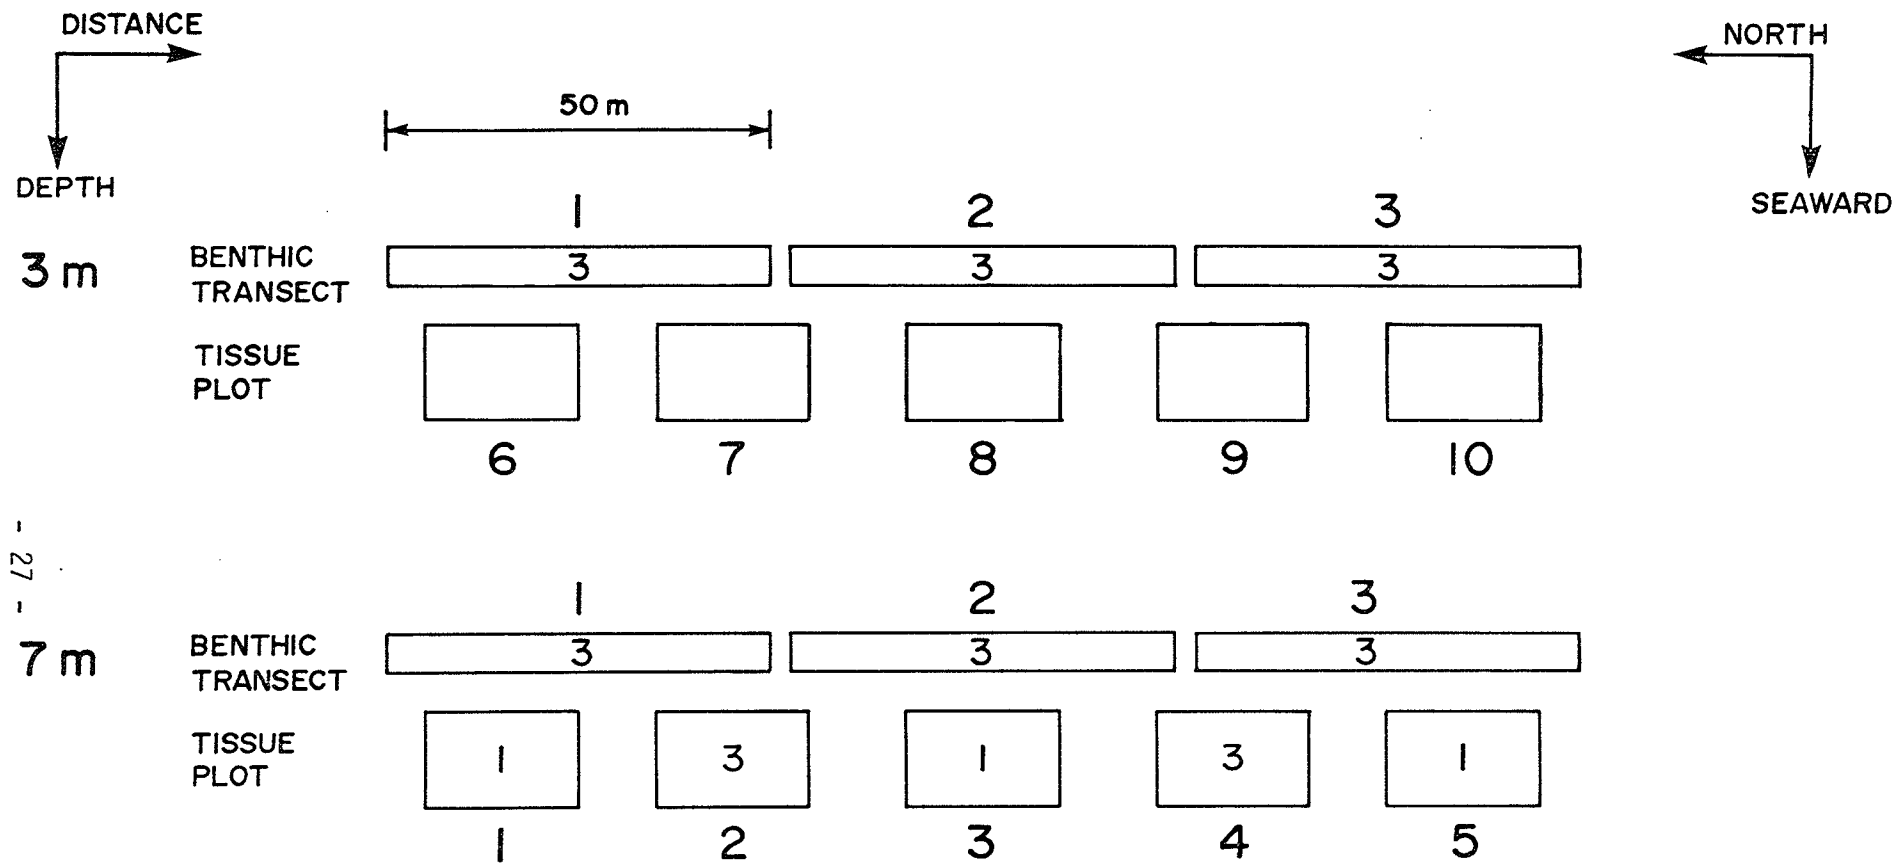 DISTANCE
NORTH
50 m
DEPTH
SEAWARD
1 2 3
3 m
BENTHIC
TRANSECT
3 3 3
TISSUE
PLOT
6 7 8 9 10
- 27 -
1 2 3
7 m
BENTHIC
TRANSECT
3 3 3
TISSUE
PLOT
1 3 1 3 1
1 2 3 4 5